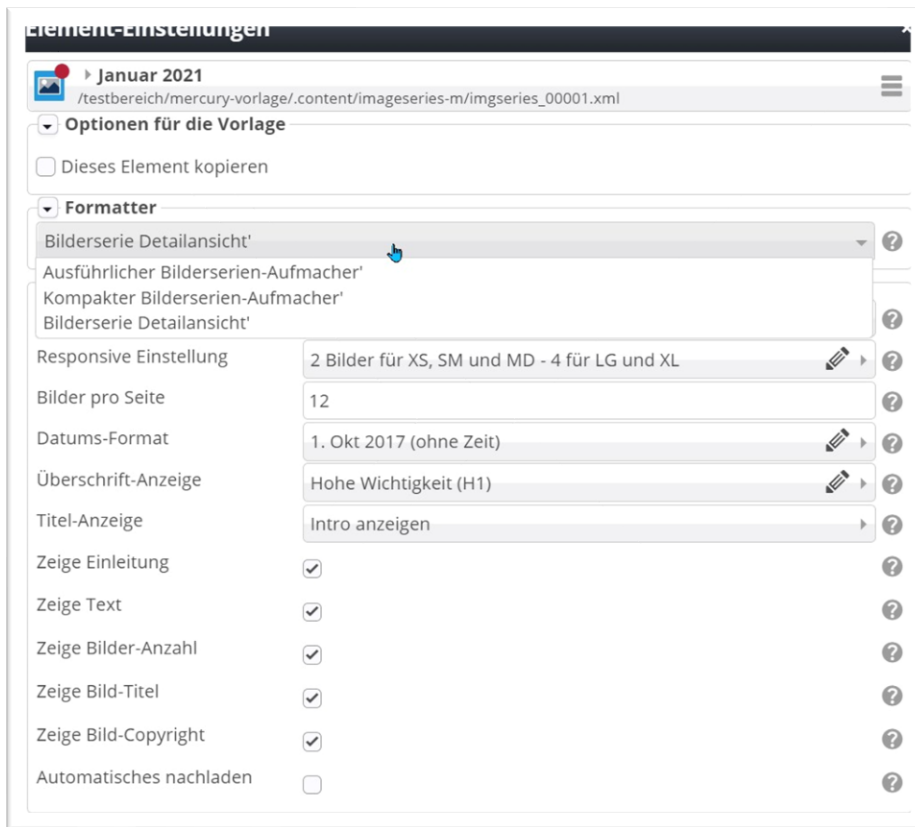 Element-Einstellungen
Januar 2021
/testbereich/mercury-vorlage/.content/imageseries-m/imgseries_00001.xml
Optionen für die Vorlage
Dieses Element kopieren
Formatter
Bilderserie Detailansicht'
Ausführlicher Bilderserien-Aufmacher'
Kompakter Bilderserien-Aufmacher'
Bilderserie Detailansicht'
Responsive Einstellung 2 Bilder für XS, SM und MD - 4 für LG und XL
Bilder pro Seite 12
Datums-Format 1. Okt 2017 (ohne Zeit)
Überschrift-Anzeige Hohe Wichtigkeit (H1)
Titel-Anzeige Intro anzeigen
Zeige Einleitung
Zeige Text
Zeige Bilder-Anzahl
Zeige Bild-Titel
Zeige Bild-Copyright
Automatisches nachladen